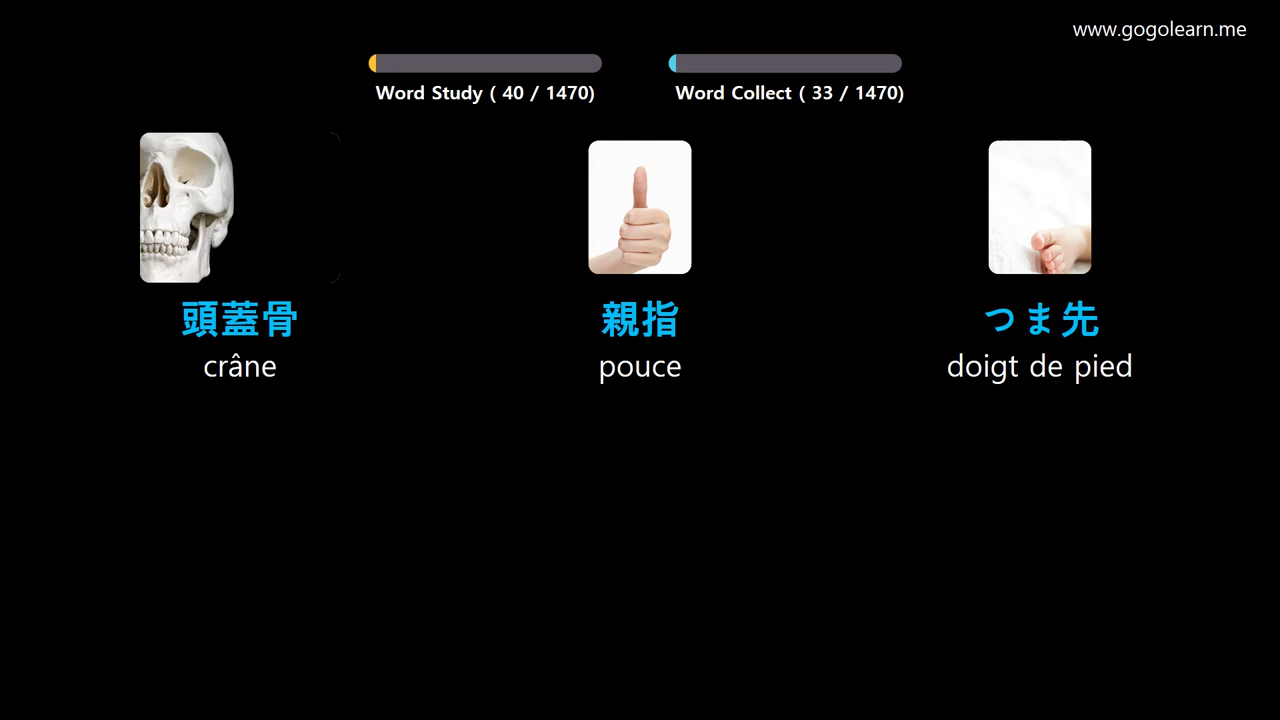 www.gogolearn.me
Word Study ( 40 / 1470)
Word Collect ( 33 / 1470)
頭蓋骨
crâne
親指
pouce
つま先
doigt de pied